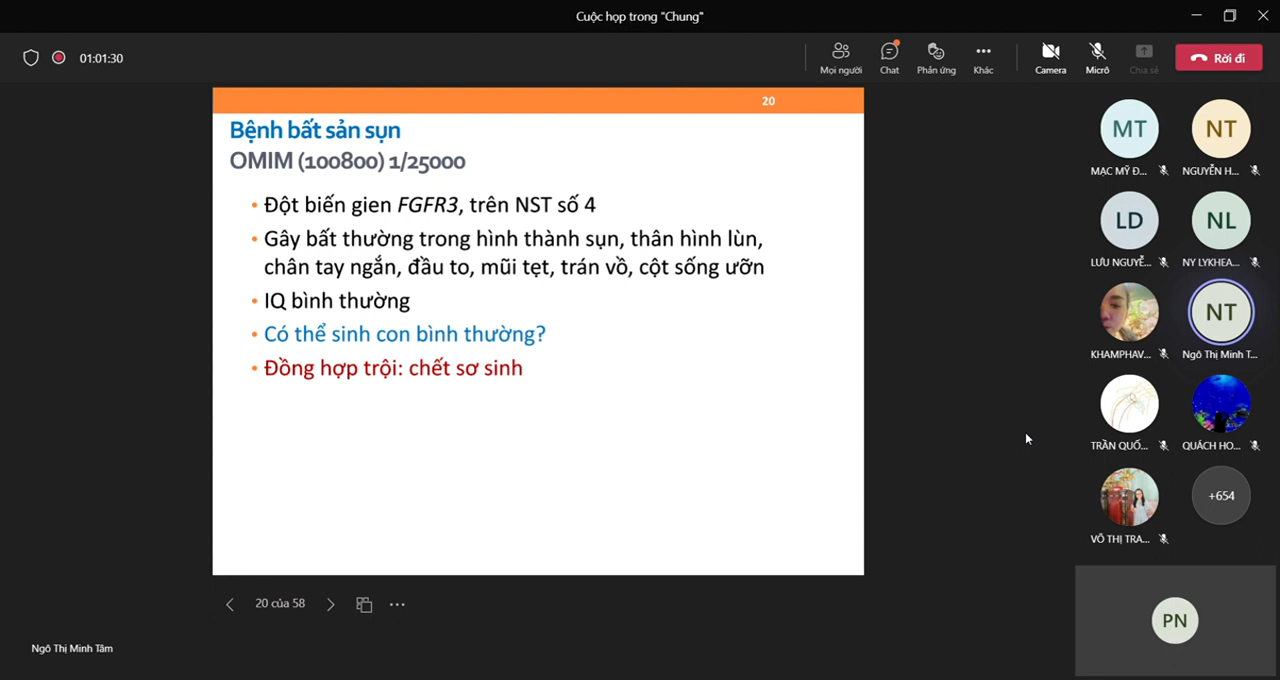 Cuộc họp trong "Chung"
01:01:30
Mọi người
Chat
Phản ứng
Khác
Camera
Micrô
Chia sẻ
Rời đi
20
Bệnh bất sản sụn
OMIM (100800) 1/25000
• Đột biến gien FGFR3, trên NST số 4
• Gây bất thường trong hình thành sụn, thân hình lùn,
chân tay ngắn, đầu to, mũi tẹt, trán vồ, cột sống ưỡn
• IQ bình thường
• Có thể sinh con bình thường?
• Đồng hợp trội: chết sơ sinh
20 của 58
Ngô Thị Minh Tâm
MT
NT
MẠC MỸ Đ...
NGUYỄN H...
LD
NL
LƯU NGUYỄ...
NY LYKHEA...
NT
KHAMPHAV...
Ngô Thị Minh T...
TRẦN QUỐ...
QUÁCH HO...
+654
VÕ THỊ TRA...
PN